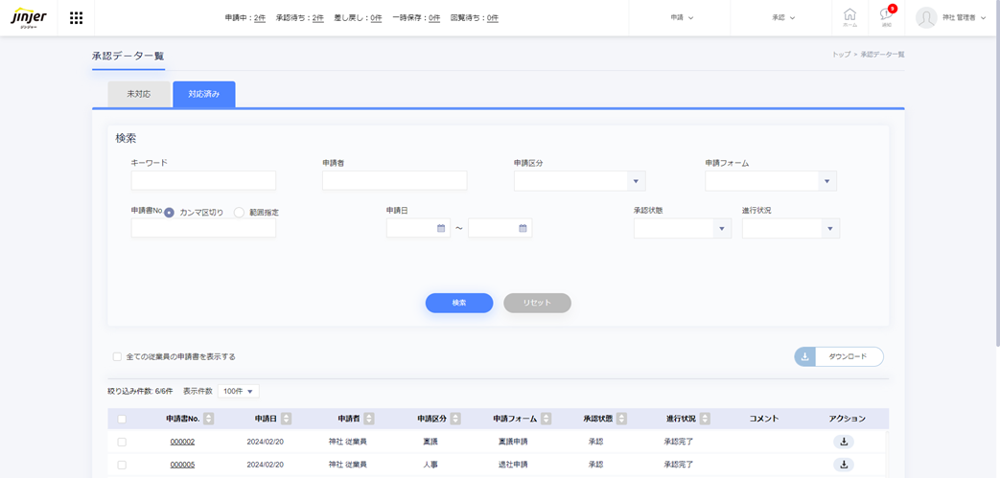 jinjer
ジンジャー
申請中：2件 承認待ち：2件 差し戻し：0件 一時保存：0件 回覧待ち：0件
申請
承認
ホーム
9
通知
神社 管理者
承認データ一覧
トップ > 承認データ一覧
未対応
対応済み
検索
キーワード
申請者
申請区分
申請フォーム
申請書No. カンマ区切り 範囲指定
申請日
承認状態
進行状況
～
検索
リセット
全ての従業員の申請書を表示する
ダウンロード
絞り込み件数: 6/6件 表示件数 100件
申請書No. 申請日 申請者 申請区分 申請フォーム 承認状態 進行状況 コメント アクション
000002 2024/02/20 神社 従業員 稟議 稟議申請 承認 承認完了
000005 2024/02/20 神社 従業員 人事 退社申請 承認 承認完了